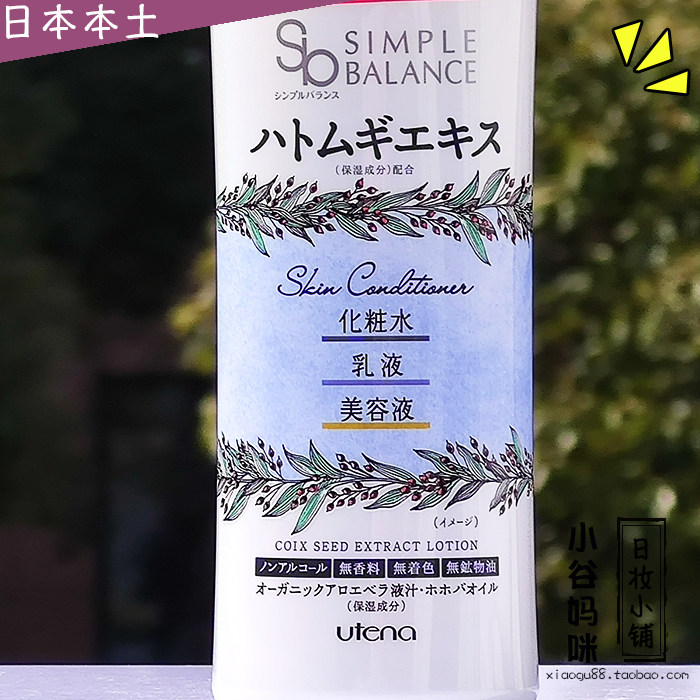 日本本土
SIMPLE
BALANCE
シンプルバランス
ハトムギエキス
(保湿成分)配合
Skin Conditioner
化粧水
乳液
美容液
(イメージ)
COIX SEED EXTRACT LOTION
ノンアルコール 無香料 無着色 無鉱物油
オーガニックアロエベラ液汁・ホホバオイル
(保湿成分)
utena
小谷妈咪
日妆小铺
xiaogu88.taobao.com